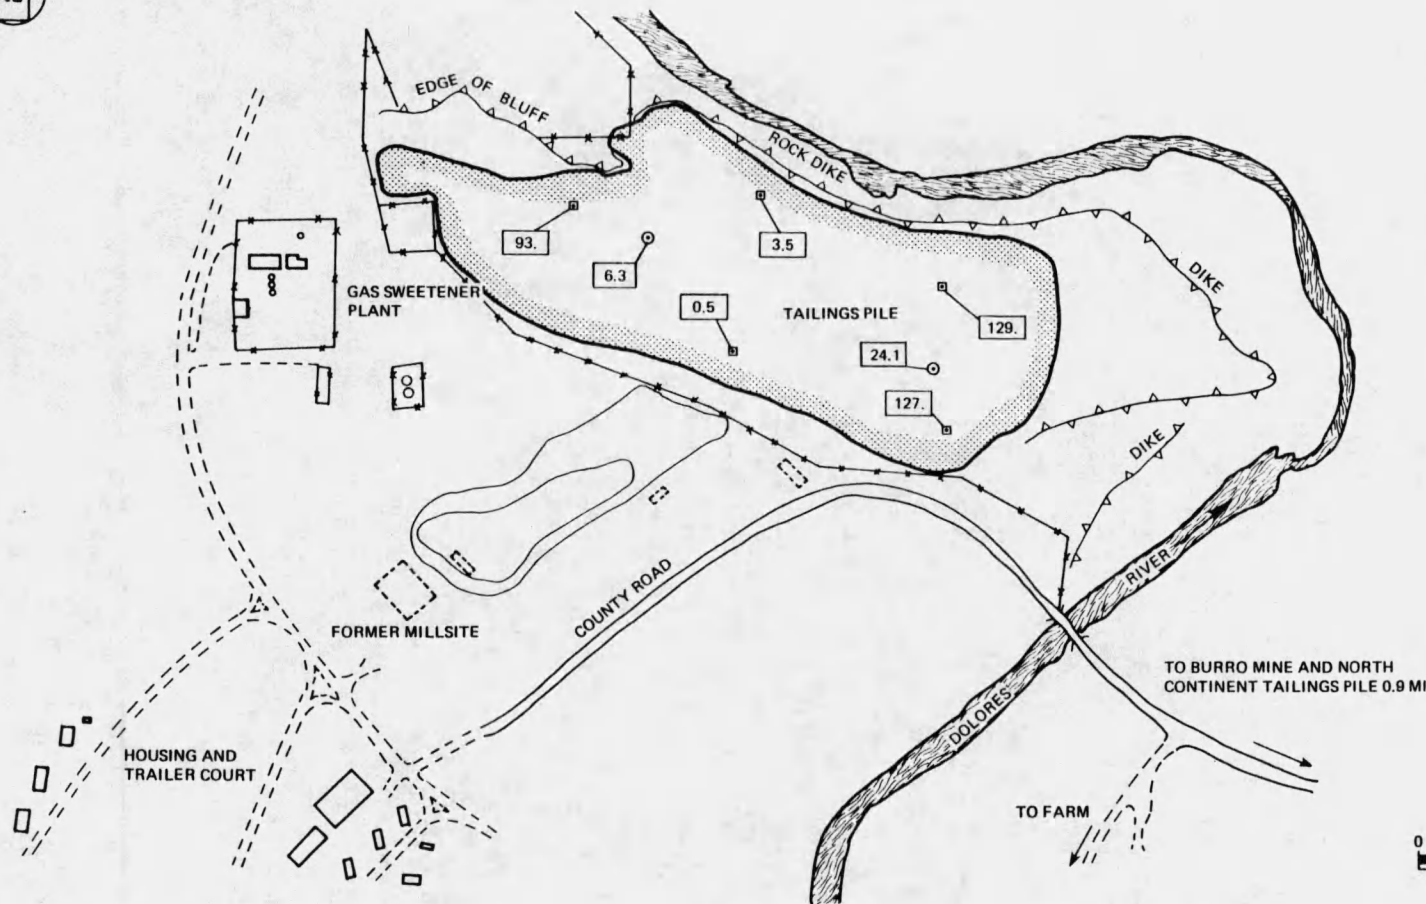 EDGE OF BLUFF
ROCK DIKE
93.
3.5
6.3
DIKE
GAS SWEETENER
PLANT
0.5
TAILINGS PILE
129.
24.1
127.
DIKE
RIVER
COUNTY ROAD
FORMER MILLSITE
TO BURRO MINE AND NORTH
CONTINENT TAILINGS PILE 0.9 MI
DOLORES
HOUSING AND
TRAILER COURT
TO FARM
0